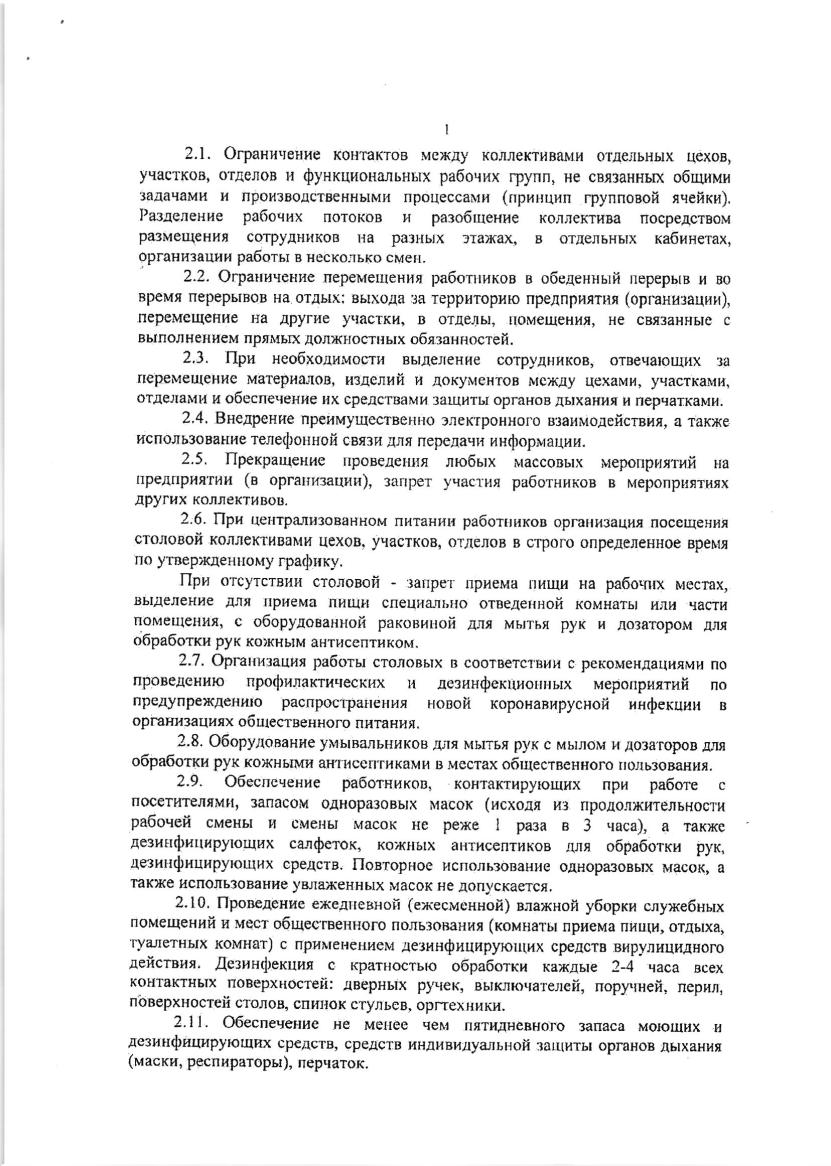 1
2.1. Ограничение контактов между коллективами отдельных цехов,
участков, отделов и функциональных рабочих групп, не связанных общими
задачами и производственными процессами (принцип групповой ячейки).
Разделение рабочих потоков и разобщение коллектива посредством
размещения сотрудников на разных этажах, в отдельных кабинетах,
организации работы в несколько смен.
2.2. Ограничение перемещения работников в обеденный перерыв и во
время перерывов на отдых: выхода за территорию предприятия (организации),
перемещение на другие участки, в отделы, помещения, не связанные с
выполнением прямых должностных обязанностей.
2.3. При необходимости выделение сотрудников, отвечающих за
перемещение материалов, изделий и документов между цехами, участками,
отделами и обеспечение их средствами защиты органов дыхания и перчатками.
2.4. Внедрение преимущественно электронного взаимодействия, а также
использование телефонной связи для передачи информации.
2.5. Прекращение проведения любых массовых мероприятий на
предприятии (в организации), запрет участия работников в мероприятиях
других коллективов.
2.6. При централизованном питании работников организация посещения
столовой коллективами цехов, участков, отделов в строго определенное время
по утвержденному графику.
При отсутствии столовой - запрет приема пищи на рабочих местах,
выделение для приема пищи специально отведенной комнаты или части
помещения, с оборудованной раковиной для мытья рук и дозатором для
обработки рук кожным антисептиком.
2.7. Организация работы столовых в соответствии с рекомендациями по
проведению профилактических и дезинфекционных мероприятий по
предупреждению распространения новой коронавирусной инфекции в
организациях общественного питания.
2.8. Оборудование умывальников для мытья рук с мылом и дозаторов для
обработки рук кожными антисептиками в местах общественного пользования.
2.9. Обеспечение работников, контактирующих при работе с
посетителями, запасом одноразовых масок (исходя из продолжительности
рабочей смены и смены масок не реже 1 раза в 3 часа), а также
дезинфицирующих салфеток, кожных антисептиков для обработки рук,
дезинфицирующих средств. Повторное использование одноразовых масок, а
также использование увлаженных масок не допускается.
2.10. Проведение ежедневной (ежесменной) влажной уборки служебных
помещений и мест общественного пользования (комнаты приема пищи, отдыха,
туалетных комнат) с применением дезинфицирующих средств вирулицидного
действия. Дезинфекция с кратностью обработки каждые 2-4 часа всех
контактных поверхностей: дверных ручек, выключателей, поручней, перил,
поверхностей столов, спинок стульев, оргтехники.
2.11. Обеспечение не менее чем пятидневного запаса моющих и
дезинфицирующих средств, средств индивидуальной защиты органов дыхания
(маски, респираторы), перчаток.